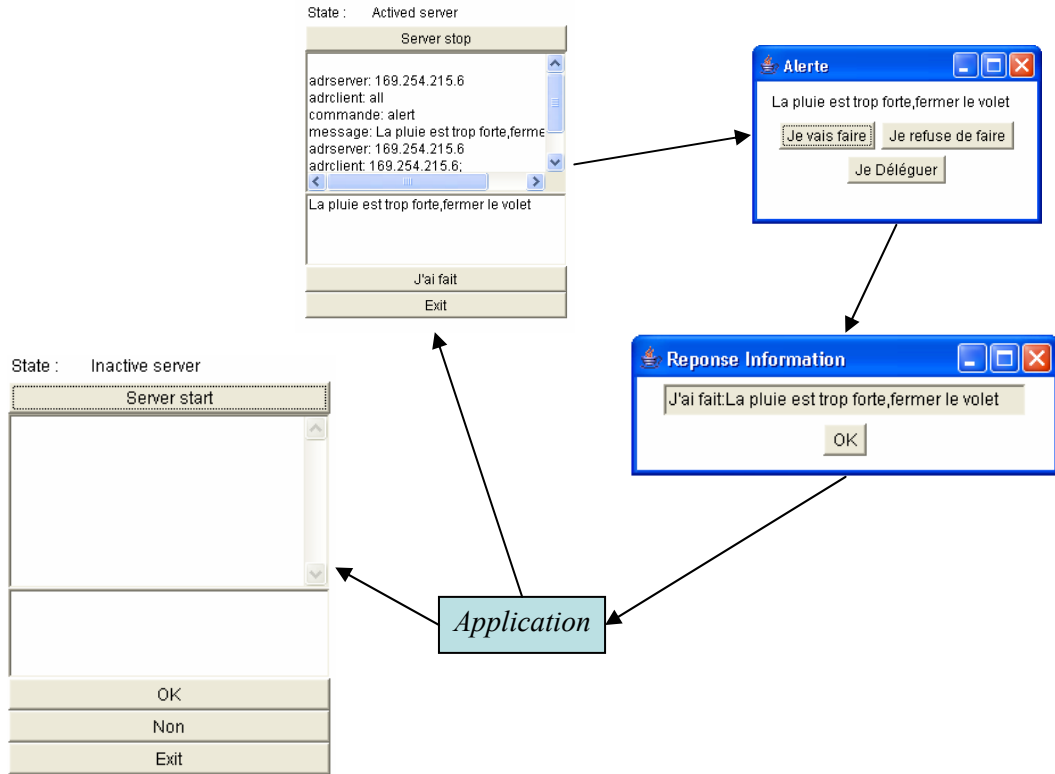 State :    Actived server
Server stop
adrserver: 169.254.215.6
adrclient: all
commande: alert
message: La pluie est trop forte,ferme
adrserver: 169.254.215.6
adrclient: 169.254.215.6;
La pluie est trop forte,fermer le volet
J'ai fait
Exit
Alerte
La pluie est trop forte,fermer le volet
Je vais faire    Je refuse de faire
Je Déléguer
Reponse Information
J'ai fait:La pluie est trop forte,fermer le volet
OK
State :    Inactive server
Server start
OK
Non
Exit
Application